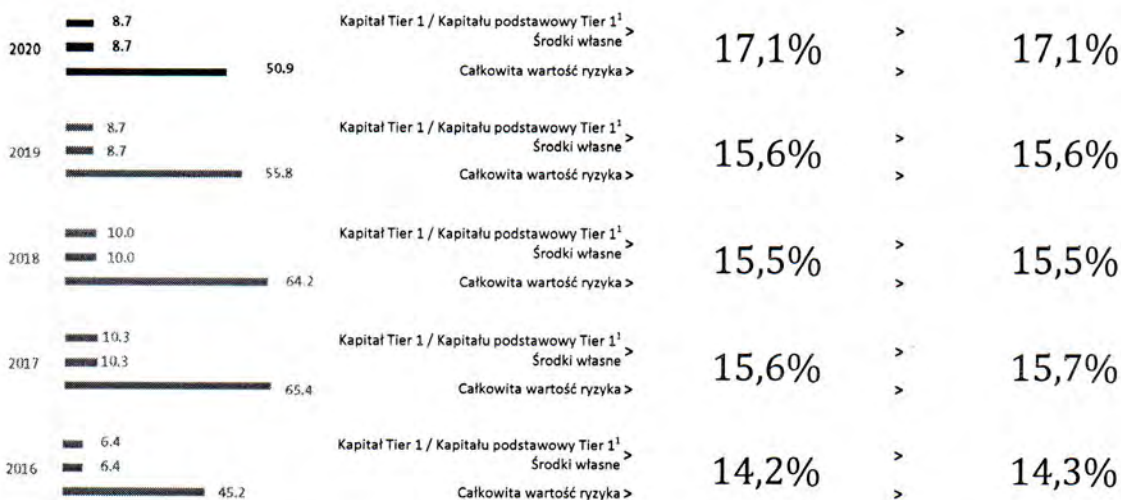 8.7
Kapitał Tier 1 / Kapitału podstawowy Tier 1¹ >
2020 8.7 Środki własne 17,1% > 17,1%
50.9 Całkowita wartość ryzyka > >
8.7
Kapitał Tier 1 / Kapitału podstawowy Tier 1¹ >
2019 8.7 Środki własne 15,6% > 15,6%
55.8 Całkowita wartość ryzyka > >
10.0
Kapitał Tier 1 / Kapitału podstawowy Tier 1¹ >
2018 10.0 Środki własne 15,5% > 15,5%
64.2 Całkowita wartość ryzyka > >
10.3
Kapitał Tier 1 / Kapitału podstawowy Tier 1¹ >
2017 10.3 Środki własne 15,6% > 15,7%
65.4 Całkowita wartość ryzyka > >
6.4
Kapitał Tier 1 / Kapitału podstawowy Tier 1¹ >
2016 6.4 Środki własne 14,2% > 14,3%
45.2 Całkowita wartość ryzyka > >